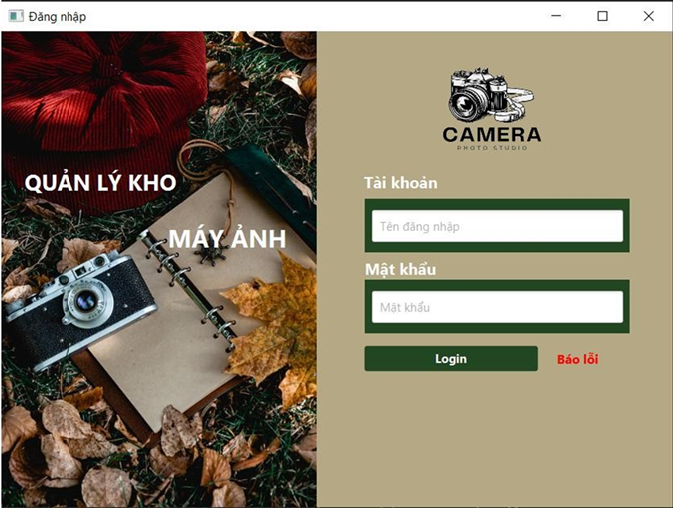 Đăng nhập
QUẢN LÝ KHO
MÁY ẢNH
CAMERA
PHOTO STUDIO
Tài khoản
Tên đăng nhập
Mật khẩu
Mật khẩu
Login
Báo lỗi